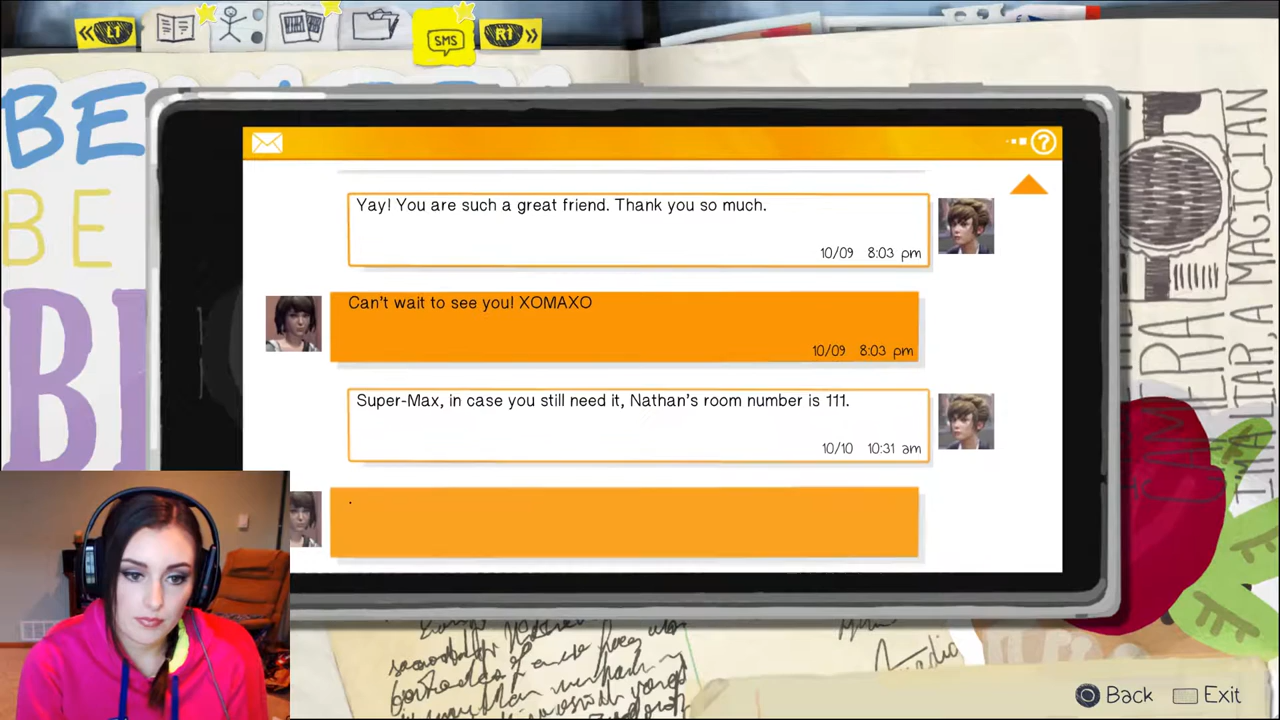 L1
SMS
R1
BE
BE
Yay! You are such a great friend. Thank you so much.
10/09 8:03 pm
Can't wait to see you! XOMAXO
10/09 8:03 pm
Super-Max, in case you still need it, Nathan's room number is 111.
10/10 10:31 am
.
CAMERA
LIAR, A MAGICIAN
Back
Exit